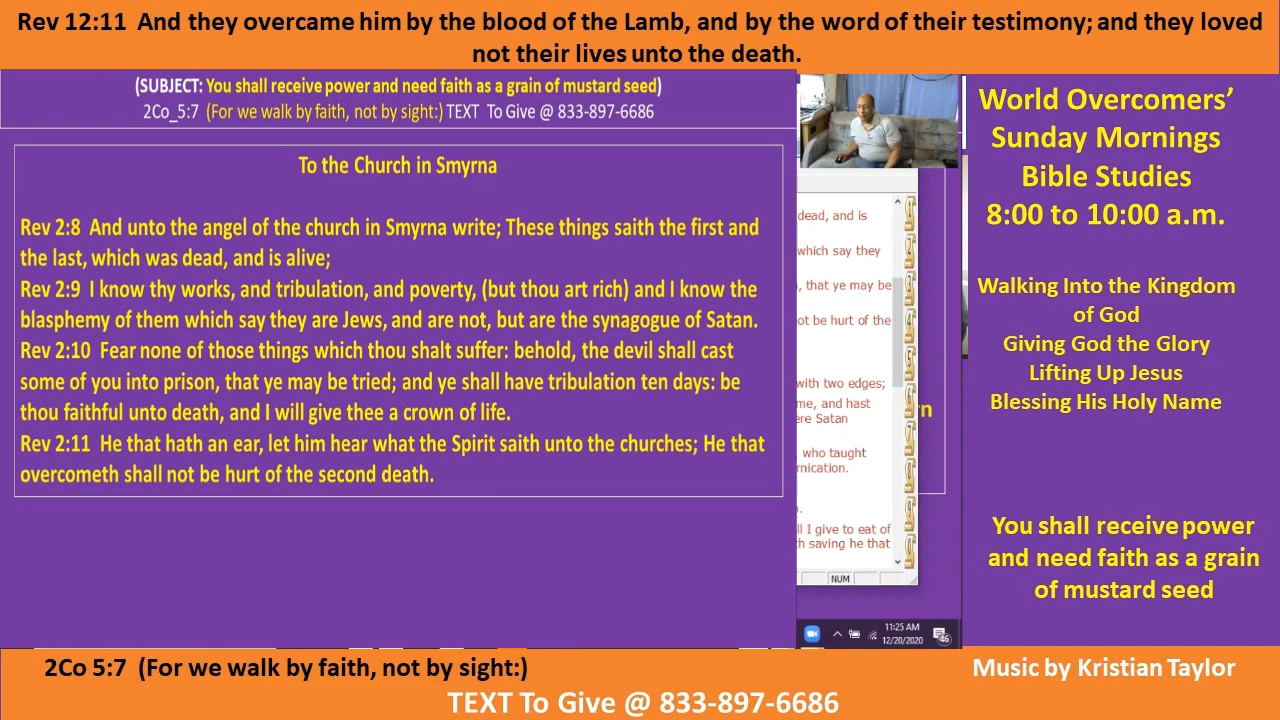 Rev 12:11 And they overcame him by the blood of the Lamb, and by the word of their testimony; and they loved
not their lives unto the death.
(SUBJECT: You shall receive power and need faith as a grain of mustard seed)
2Co_5:7 (For we walk by faith, not by sight:) TEXT To Give @ 833-897-6686
To the Church in Smyrna
Rev 2:8 And unto the angel of the church in Smyrna write; These things saith the first and
the last, which was dead, and is alive;
Rev 2:9 I know thy works, and tribulation, and poverty, (but thou art rich) and I know the
blasphemy of them which say they are Jews, and are not, but are the synagogue of Satan.
Rev 2:10 Fear none of those things which thou shalt suffer: behold, the devil shall cast
some of you into prison, that ye may be tried; and ye shall have tribulation ten days: be
thou faithful unto death, and I will give thee a crown of life.
Rev 2:11 He that hath an ear, let him hear what the Spirit saith unto the churches; He that
overcometh shall not be hurt of the second death.
dead, and is
which say they
, that ye may be
ot be hurt of the
with two edges;
me, and hast
ere Satan
who taught
rnication.
ll I give to eat of
th saving he that
NUM
rn
11:25 AM
12/20/2020
46
World Overcomers'
Sunday Mornings
Bible Studies
8:00 to 10:00 a.m.
Walking Into the Kingdom
of God
Giving God the Glory
Lifting Up Jesus
Blessing His Holy Name
You shall receive power
and need faith as a grain
of mustard seed
2Co 5:7 (For we walk by faith, not by sight:)
Music by Kristian Taylor
TEXT To Give @ 833-897-6686